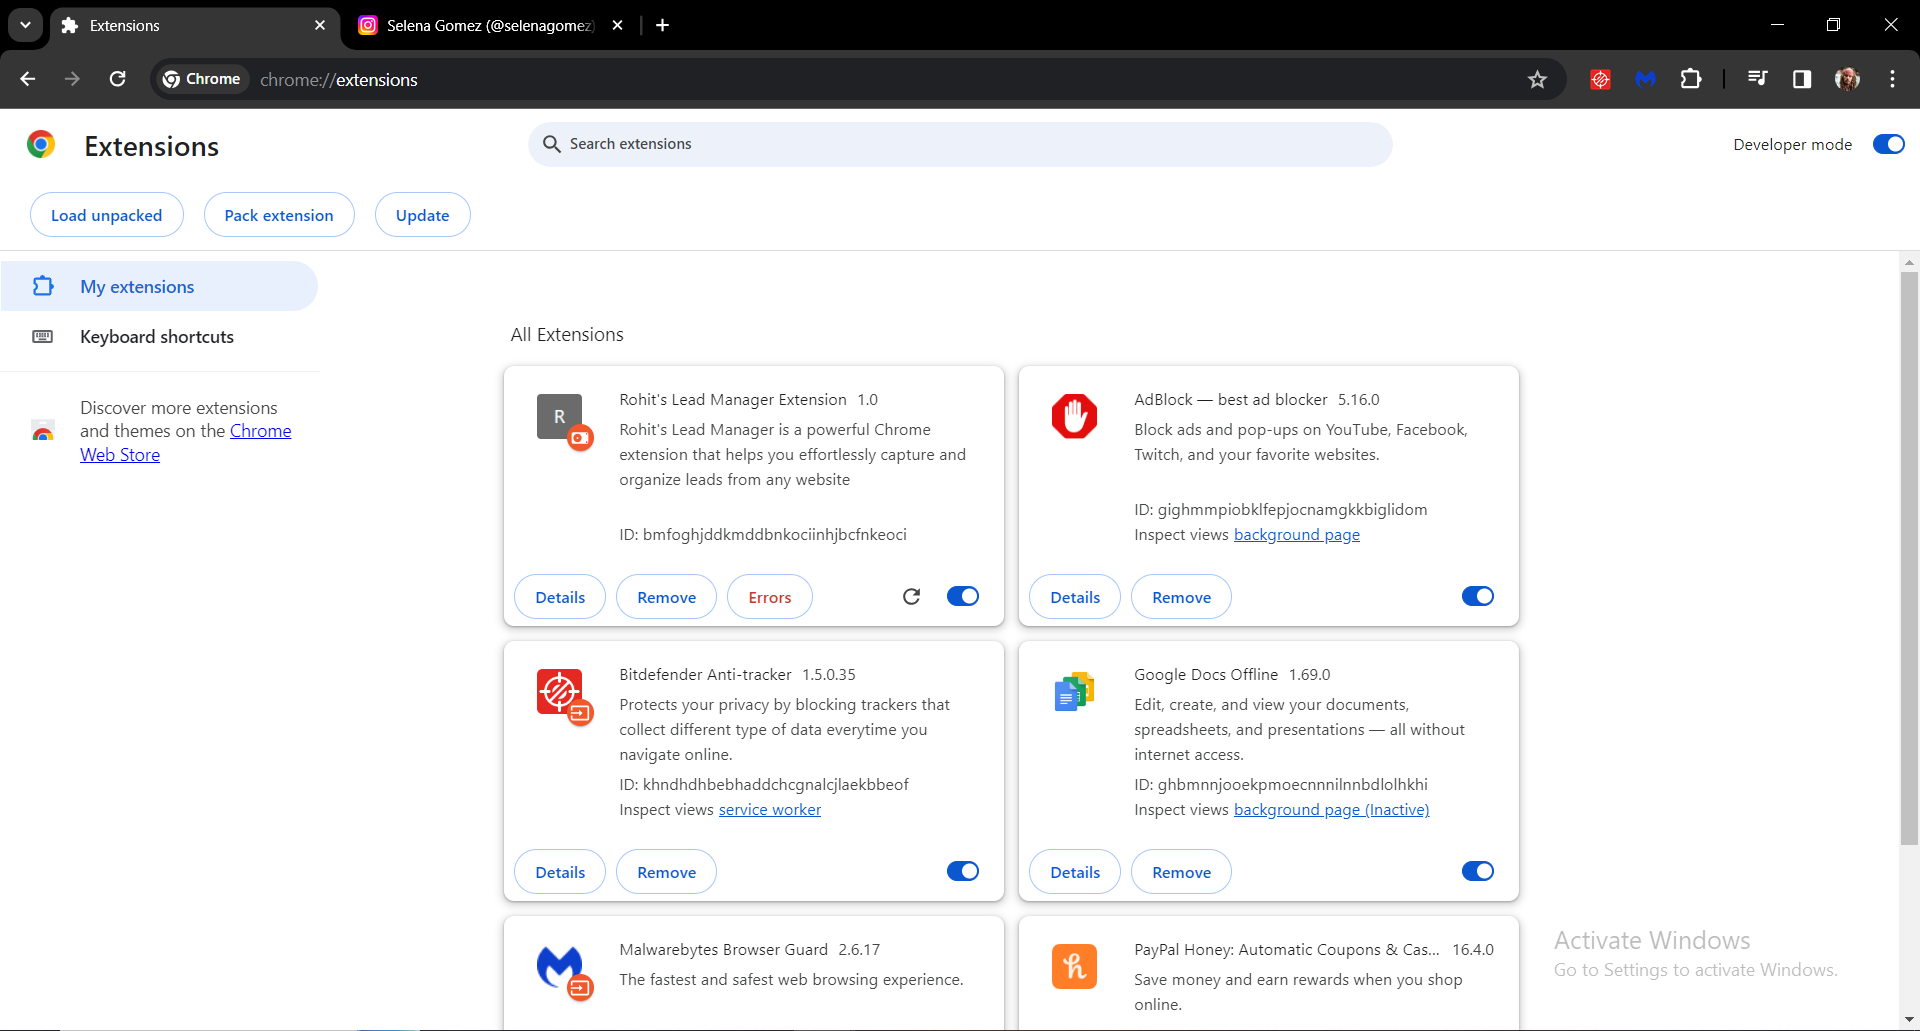 Extensions
Selena Gomez (@selenagomez)
Chrome
chrome://extensions
Extensions
Search extensions
Developer mode
Load unpacked
Pack extension
Update
My extensions
Keyboard shortcuts
Discover more extensions
and themes on the Chrome
Web Store
All Extensions
R
Rohit's Lead Manager Extension 1.0
Rohit's Lead Manager is a powerful Chrome
extension that helps you effortlessly capture and
organize leads from any website
ID: bmfoghjddkmddbnkociinhjbcfnkeoci
Details
Remove
Errors
AdBlock — best ad blocker 5.16.0
Block ads and pop-ups on YouTube, Facebook,
Twitch, and your favorite websites.
ID: gighmmpiobklfepjocnamgkkbiglidom
Inspect views background page
Details
Remove
Bitdefender Anti-tracker 1.5.0.35
Protects your privacy by blocking trackers that
collect different type of data everytime you
navigate online.
ID: khndhdhbebhaddchcgnalcjlaekbbeof
Inspect views service worker
Details
Remove
Google Docs Offline 1.69.0
Edit, create, and view your documents,
spreadsheets, and presentations — all without
internet access.
ID: ghbmnnjooekpmoecnnnilnnbdlolhkhi
Inspect views background page (Inactive)
Details
Remove
Malwarebytes Browser Guard 2.6.17
The fastest and safest web browsing experience.
PayPal Honey: Automatic Coupons & Cas... 16.4.0
Save money and earn rewards when you shop
online.
Activate Windows
Go to Settings to activate Windows.